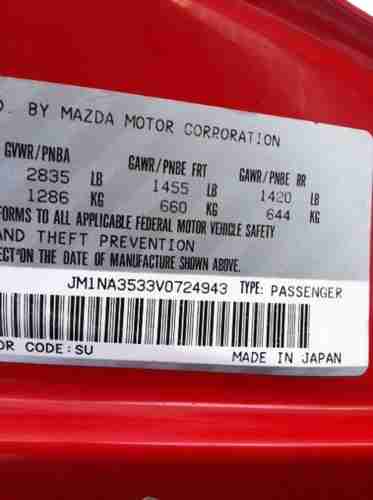 D. BY MAZDA MOTOR CORPORATION
GVWR/PNBA GAWR/PNBE FRT GAWR/PNBE RR
2835 LB 1455 LB 1420 LB
1286 KG 660 KG 644 KG
FORMS TO ALL APPLICABLE FEDERAL MOTOR VEHICLE SAFETY
AND THEFT PREVENTION
FECT ON THE DATE OF MANUFACTURE SHOWN ABOVE.
JM1NA3533V0724943 TYPE: PASSENGER
OR CODE: SU MADE IN JAPAN